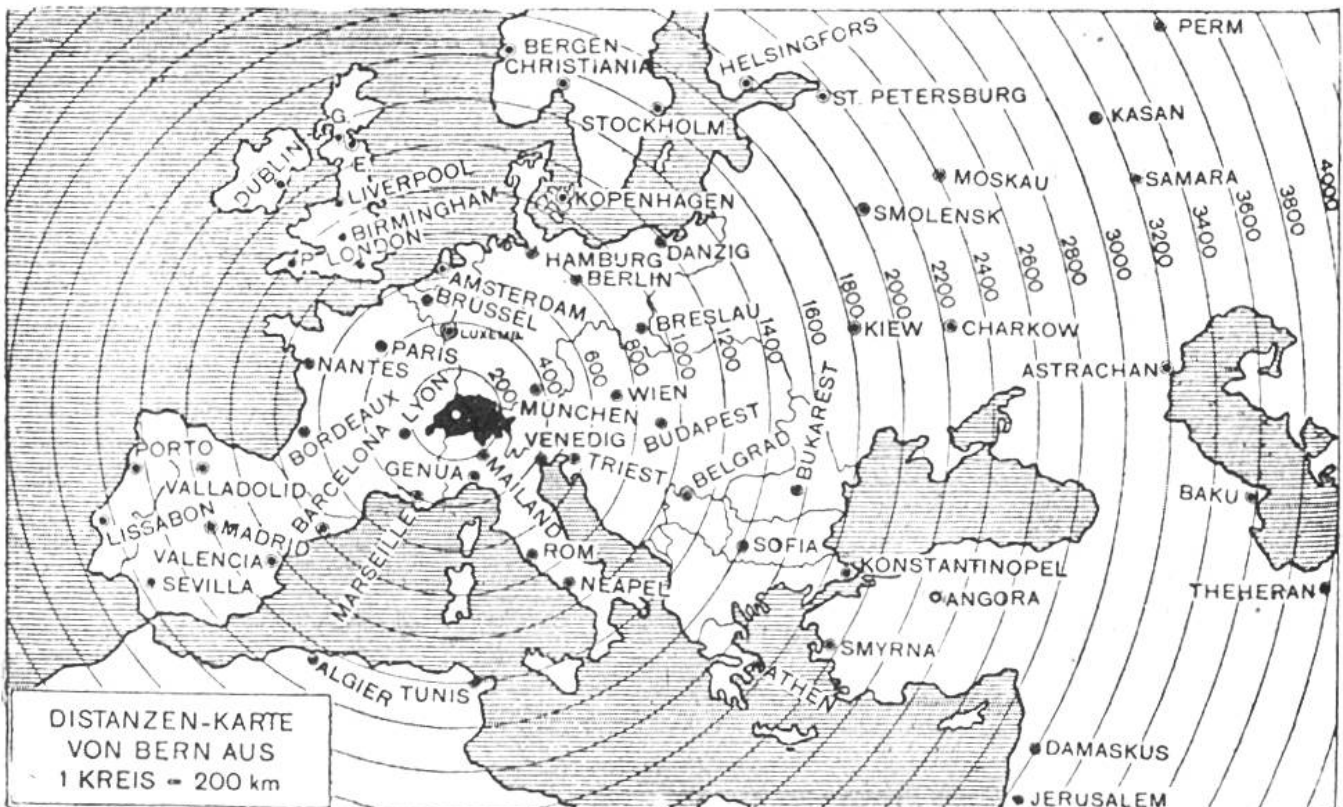 BERGEN
CHRISTIANIA
HELSINGFORS
PERM
STOCKHOLM
ST. PETERSBURG
KASAN
G.
E.
DUBLIN
LIVERPOOL
BIRMINGHAM
P.
LONDON
KOPENHAGEN
MOSKAU
SAMARA
SMOLENSK
HAMBURG
DANZIG
BERLIN
AMSTERDAM
BRÜSSEL
LUXEMB.
BRESLAU
KIEW
CHARKOW
PARIS
NANTES
ASTRACHAN
200
400
600
800
1000
1200
1400
1600
1800
2000
2200
2400
2600
2800
3000
3200
3400
3600
3800
4000
MÜNCHEN
WIEN
BUDAPEST
BORDEAUX
LYON
BARCELONA
VENEDIG
TRIEST
BELGRAD
BUKAREST
GENUA
MAILAND
PORTO
VALLADOLID
LISSABON
MADRID
VALENCIA
SEVILLA
MARSEILLE
ROM
NEAPEL
SOFIA
KONSTANTINOPEL
ANGORA
BAKU
THEHERAN
SMYRNA
ATHEN
ALGIER
TUNIS
DAMASKUS
JERUSALEM
DISTANZEN-KARTE
VON BERN AUS
1 KREIS = 200 km